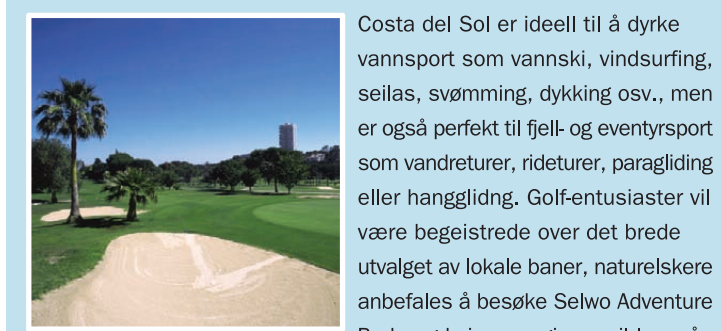 Costa del Sol er ideell til å dyrke
vannsport som vannski, vindsurfing,
seilas, svømming, dykking osv., men
er også perfekt til fjell- og eventyrsport
som vandreturer, rideturer, paragliding
eller hangglidng. Golf-entusiaster vil
være begeistrede over det brede
utvalget av lokale baner, naturelskere
anbefales å besøke Selwo Adventure